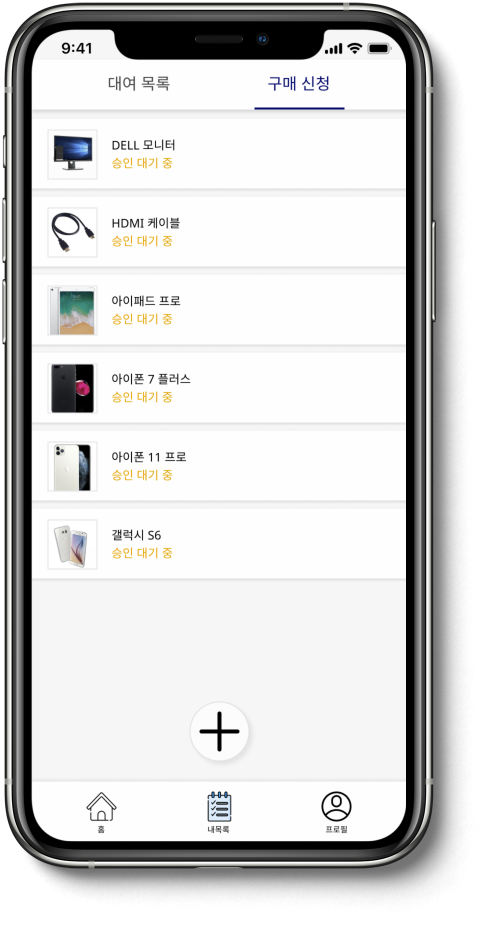 9:41
대여 목록
구매 신청
DELL 모니터
승인 대기 중
HDMI 케이블
승인 대기 중
아이패드 프로
승인 대기 중
아이폰 7 플러스
승인 대기 중
아이폰 11 프로
승인 대기 중
갤럭시 S6
승인 대기 중
홈
내목록
프로필